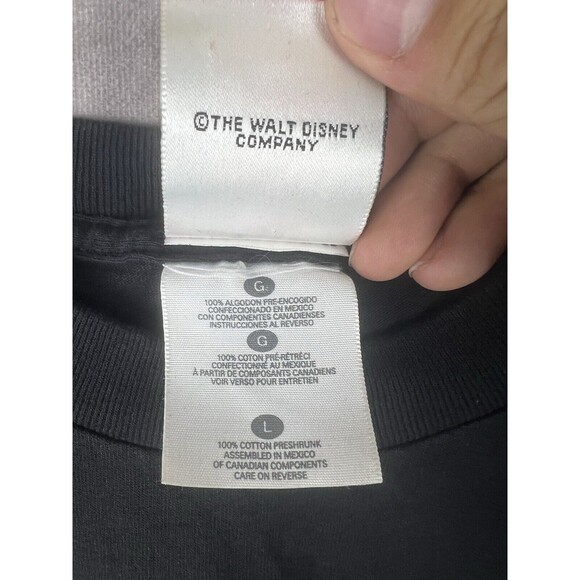 ©THE WALT DISNEY
COMPANY
G
100% ALGODON PRE-ENCOGIDO
CONFECCIONADO EN MEXICO
CON COMPONENTES CANADIENSES
INSTRUCCIONES AL REVERSO
G
100% COTON PRÉ-RÉTRÉCI
CONFECTIONNÉ AU MEXIQUE
À PARTIR DE COMPOSANTS CANADIENS
VOIR VERSO POUR ENTRETIEN
L
100% COTTON PRESHRUNK
ASSEMBLED IN MEXICO
OF CANADIAN COMPONENTS
CARE ON REVERSE